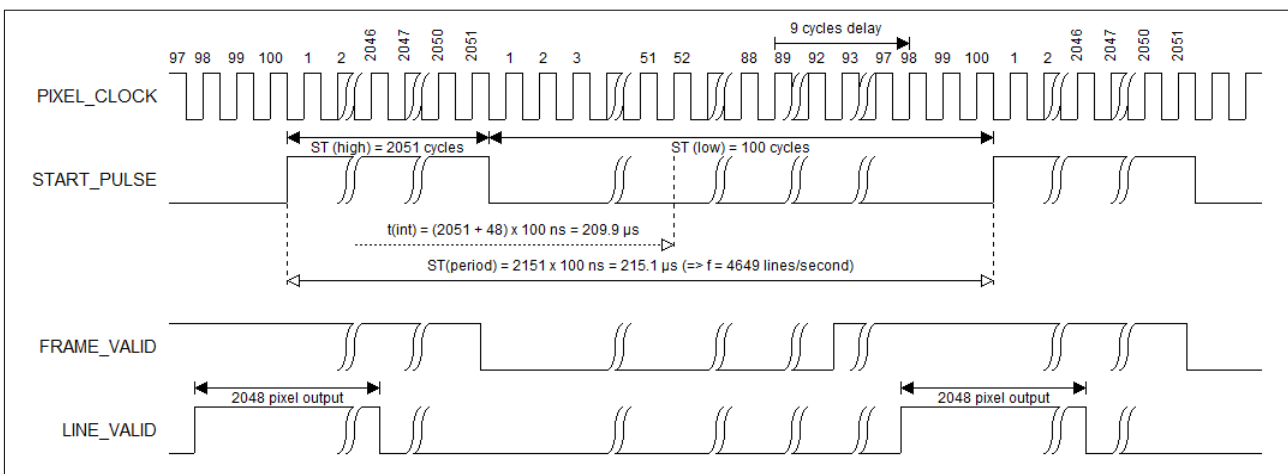 9 cycles delay
97 98 99 100 1 2 2046 2047 2050 2051 1 2 3 51 52 88 89 92 93 97 98 99 100 1 2 2046 2047 2050 2051
PIXEL_CLOCK
ST (high) = 2051 cycles ST (low) = 100 cycles
START_PULSE
t(int) = (2051 + 48) x 100 ns = 209.9 µs
ST(period) = 2151 x 100 ns = 215.1 µs (=> f = 4649 lines/second)
FRAME_VALID
2048 pixel output 2048 pixel output
LINE_VALID